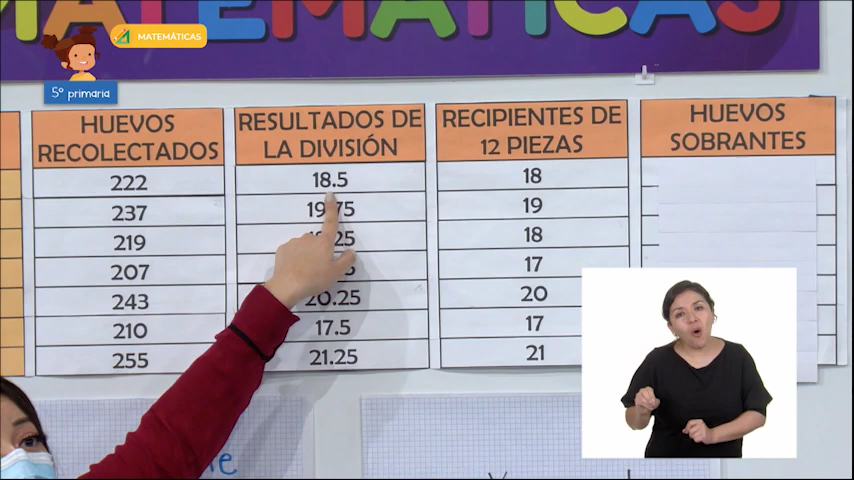 MATEMÁTICAS
MATEMÁTICAS
5º primaria
HUEVOS RECOLECTADOS
RESULTADOS DE LA DIVISIÓN
RECIPIENTES DE 12 PIEZAS
HUEVOS SOBRANTES
222 18.5 18
237 19.75 19
219 18
207 17
243 20.25 20
210 17.5 17
255 21.25 21